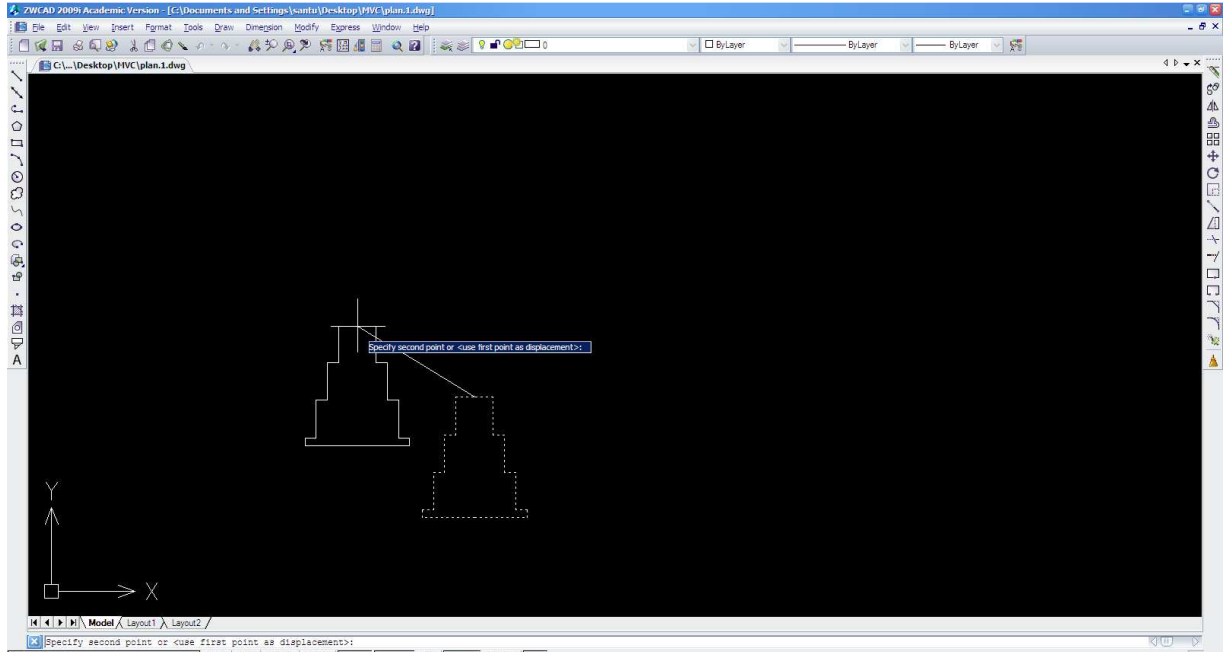 ZWCAD 2009i Academic Version - [C:\Documents and Settings\santu\Desktop\MVC\plan.1.dwg]
File Edit View Insert Format Tools Draw Dimension Modify Express Window Help
0 ByLayer ByLayer ByLayer
C:\...\Desktop\MVC\plan.1.dwg
A
Specify second point or <use first point as displacement>:
Y
X
Model Layout1 Layout2
Specify second point or <use first point as displacement>: